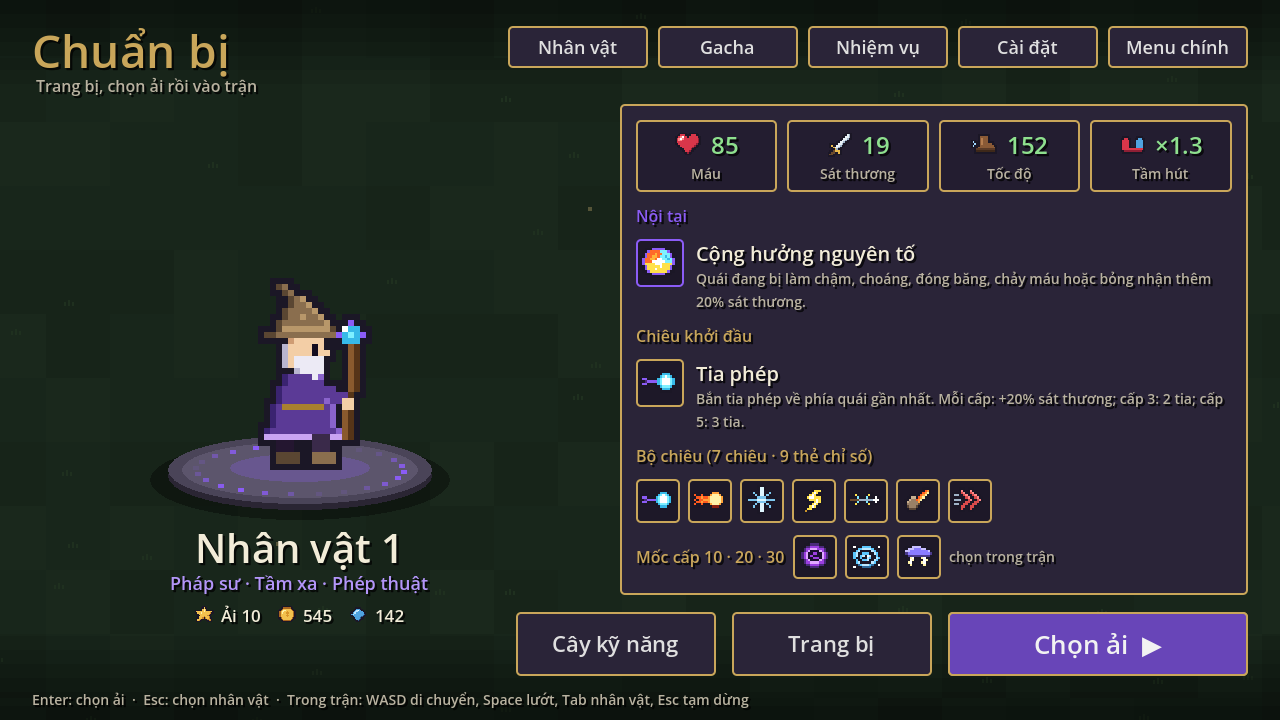 Chuẩn bị
Trang bị, chọn ải rồi vào trận
Nhân vật
Gacha
Nhiệm vụ
Cài đặt
Menu chính
85
Máu
19
Sát thương
152
Tốc độ
×1.3
Tầm hút
Nội tại
Cộng hưởng nguyên tố
Quái đang bị làm chậm, choáng, đóng băng, chảy máu hoặc bỏng nhận thêm
20% sát thương.
Chiêu khởi đầu
Tia phép
Bắn tia phép về phía quái gần nhất. Mỗi cấp: +20% sát thương; cấp 3: 2 tia; cấp
5: 3 tia.
Bộ chiêu (7 chiêu · 9 thẻ chỉ số)
Mốc cấp 10 · 20 · 30
chọn trong trận
Nhân vật 1
Pháp sư · Tầm xa · Phép thuật
Ải 10
545
142
Cây kỹ năng
Trang bị
Chọn ải ▶
Enter: chọn ải · Esc: chọn nhân vật · Trong trận: WASD di chuyển, Space lướt, Tab nhân vật, Esc tạm dừng